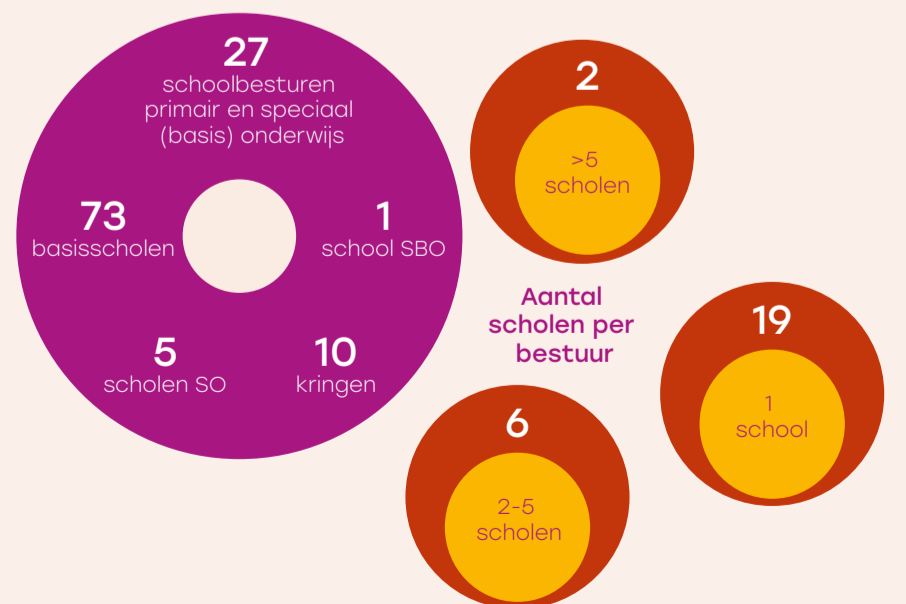 27
schoolbesturen
primair en speciaal
(basis) onderwijs
73
basisscholen
1
school SBO
5
scholen SO
10
kringen
2
>5
scholen
Aantal
scholen per
bestuur
19
1
school
6
2-5
scholen